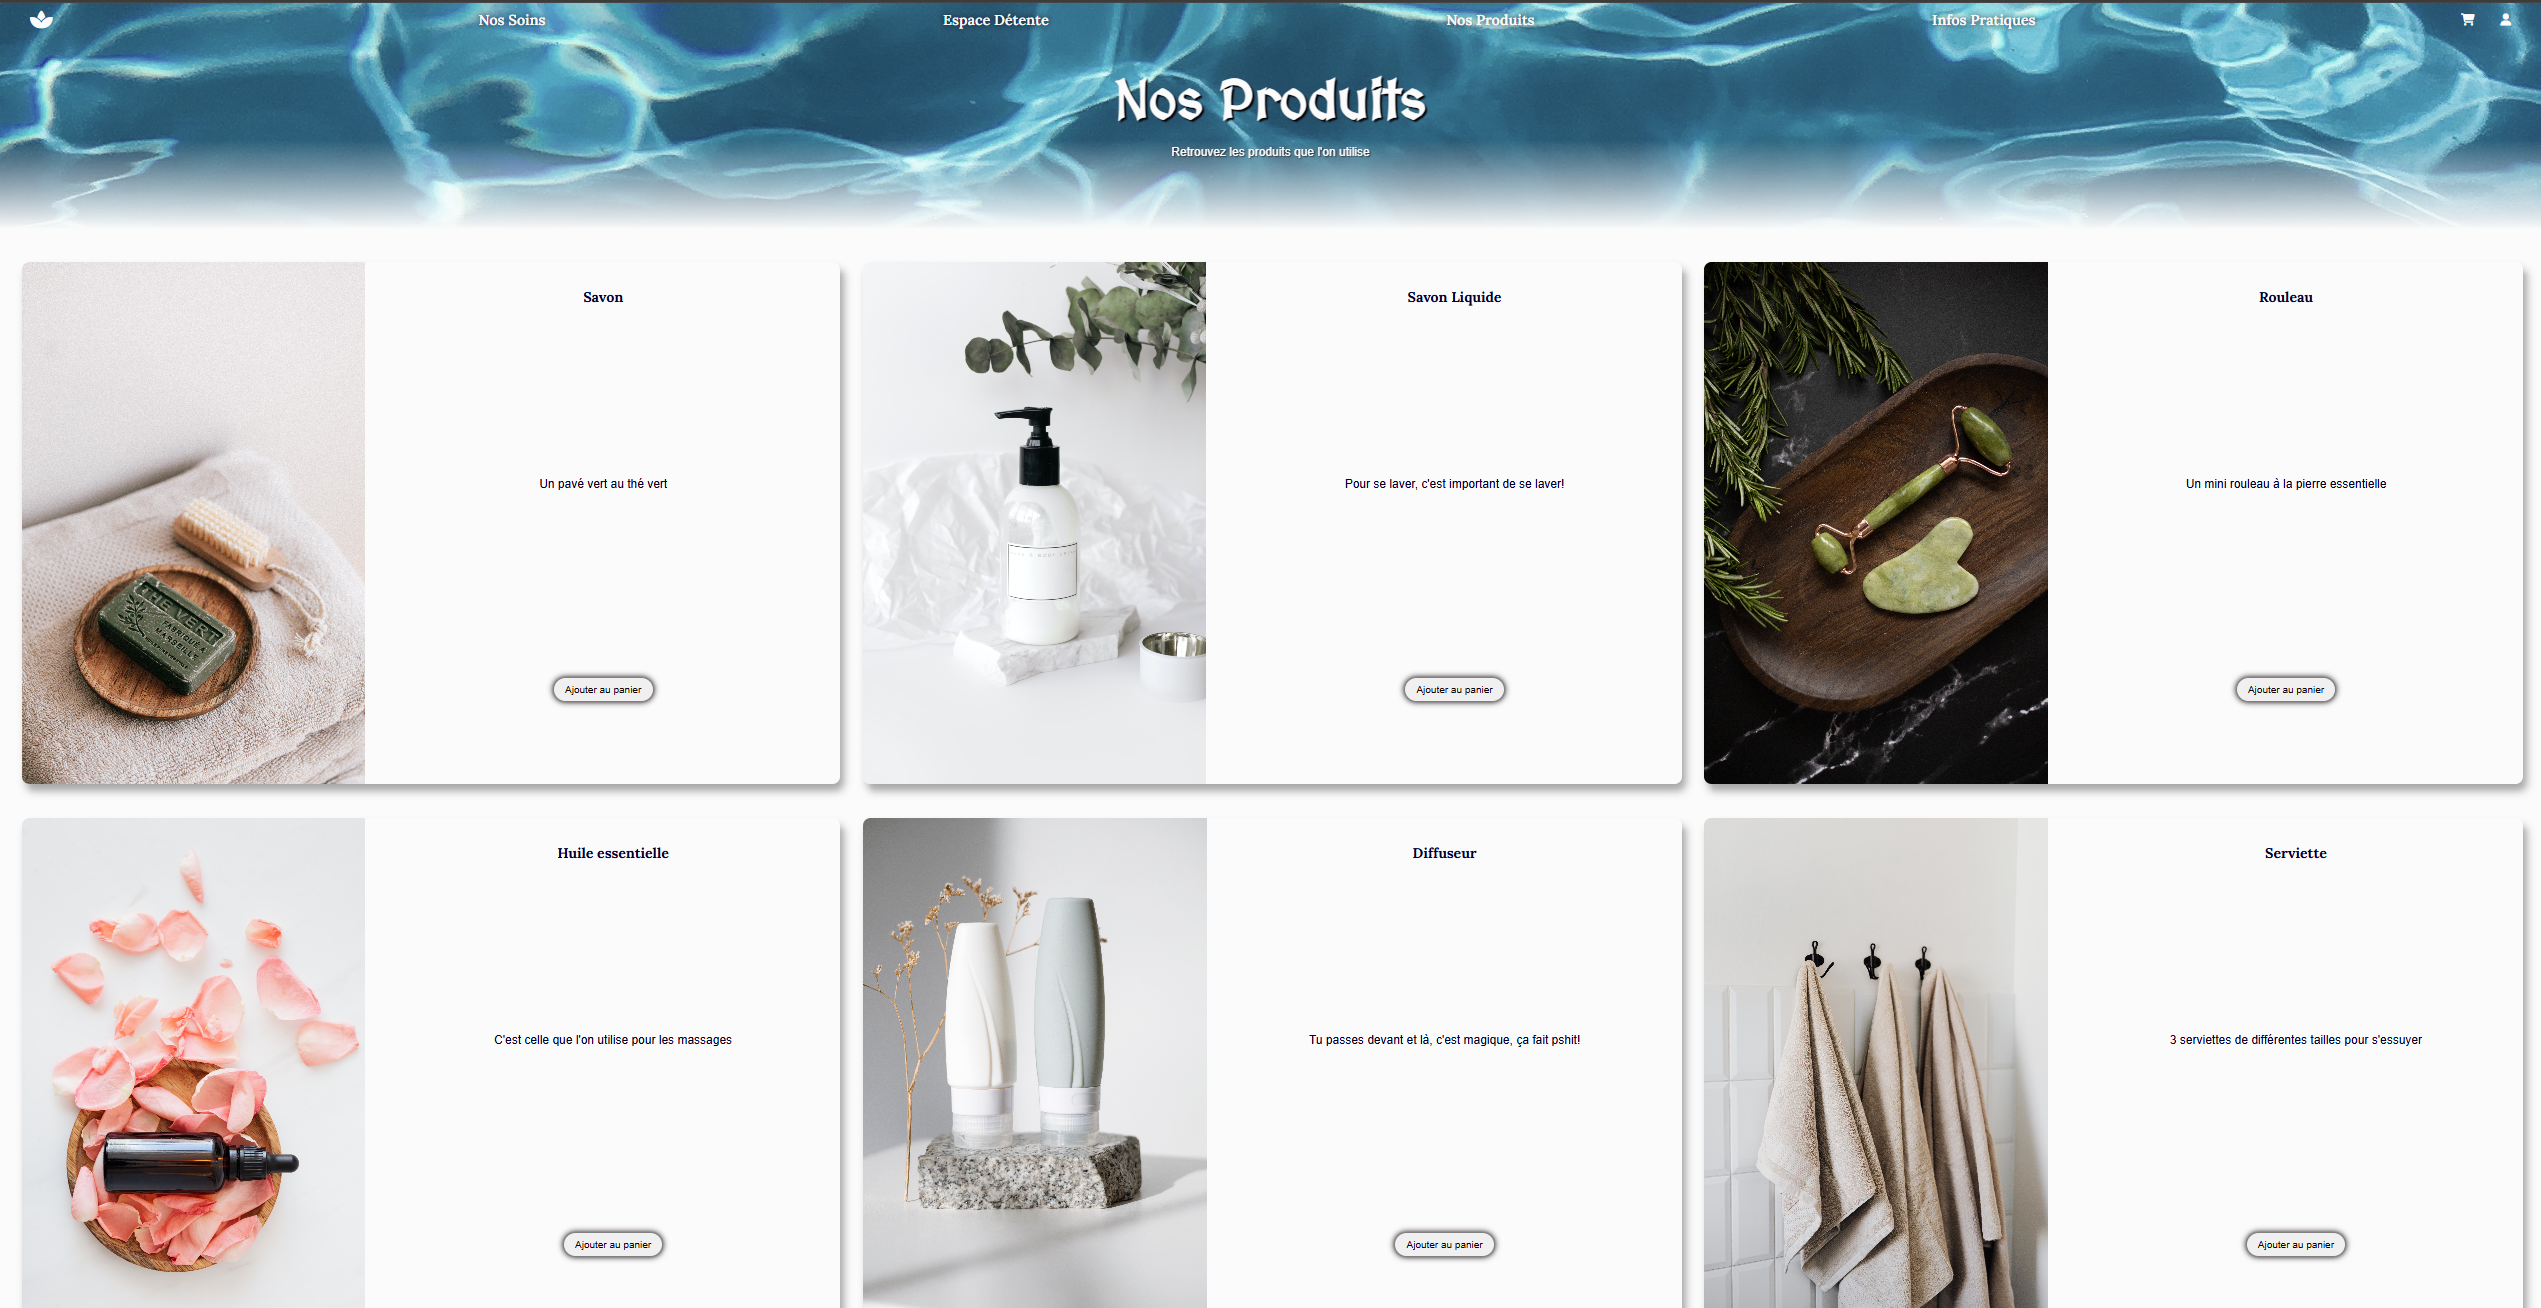 Nos Soins
Espace Détente
Nos Produits
Infos Pratiques
Nos Produits
Retrouvez les produits que l'on utilise
Savon
Un pavé vert au thé vert
Ajouter au panier
THE VERT
FABRIQUÉ À
MARSEILLE
Savon Liquide
Pour se laver, c'est important de se laver!
Ajouter au panier
Rouleau
Un mini rouleau à la pierre essentielle
Ajouter au panier
Huile essentielle
C'est celle que l'on utilise pour les massages
Ajouter au panier
Diffuseur
Tu passes devant et là, c'est magique, ça fait pshit!
Ajouter au panier
Serviette
3 serviettes de différentes tailles pour s'essuyer
Ajouter au panier